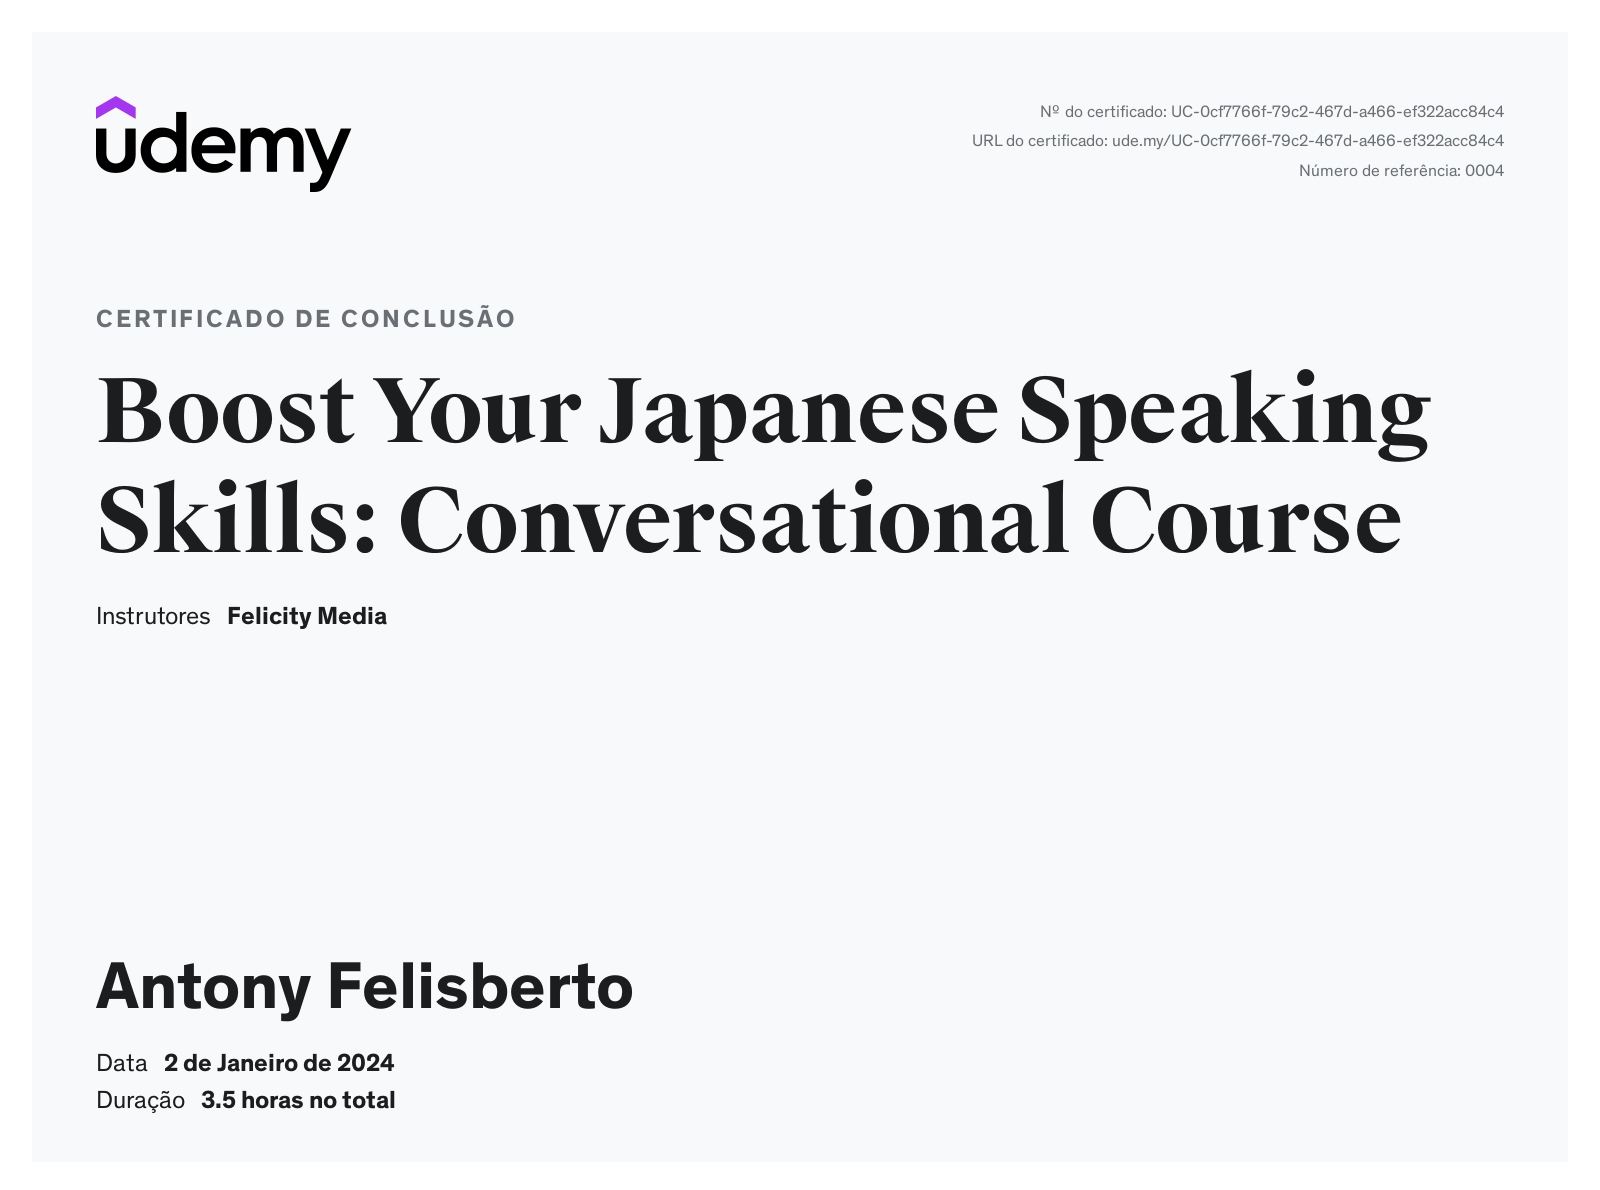 udemy
Nº do certificado: UC-0cf7766f-79c2-467d-a466-ef322acc84c4
URL do certificado: ude.my/UC-0cf7766f-79c2-467d-a466-ef322acc84c4
Número de referência: 0004
CERTIFICADO DE CONCLUSÃO
Boost Your Japanese Speaking
Skills: Conversational Course
Instrutores Felicity Media
Antony Felisberto
Data 2 de Janeiro de 2024
Duração 3.5 horas no total